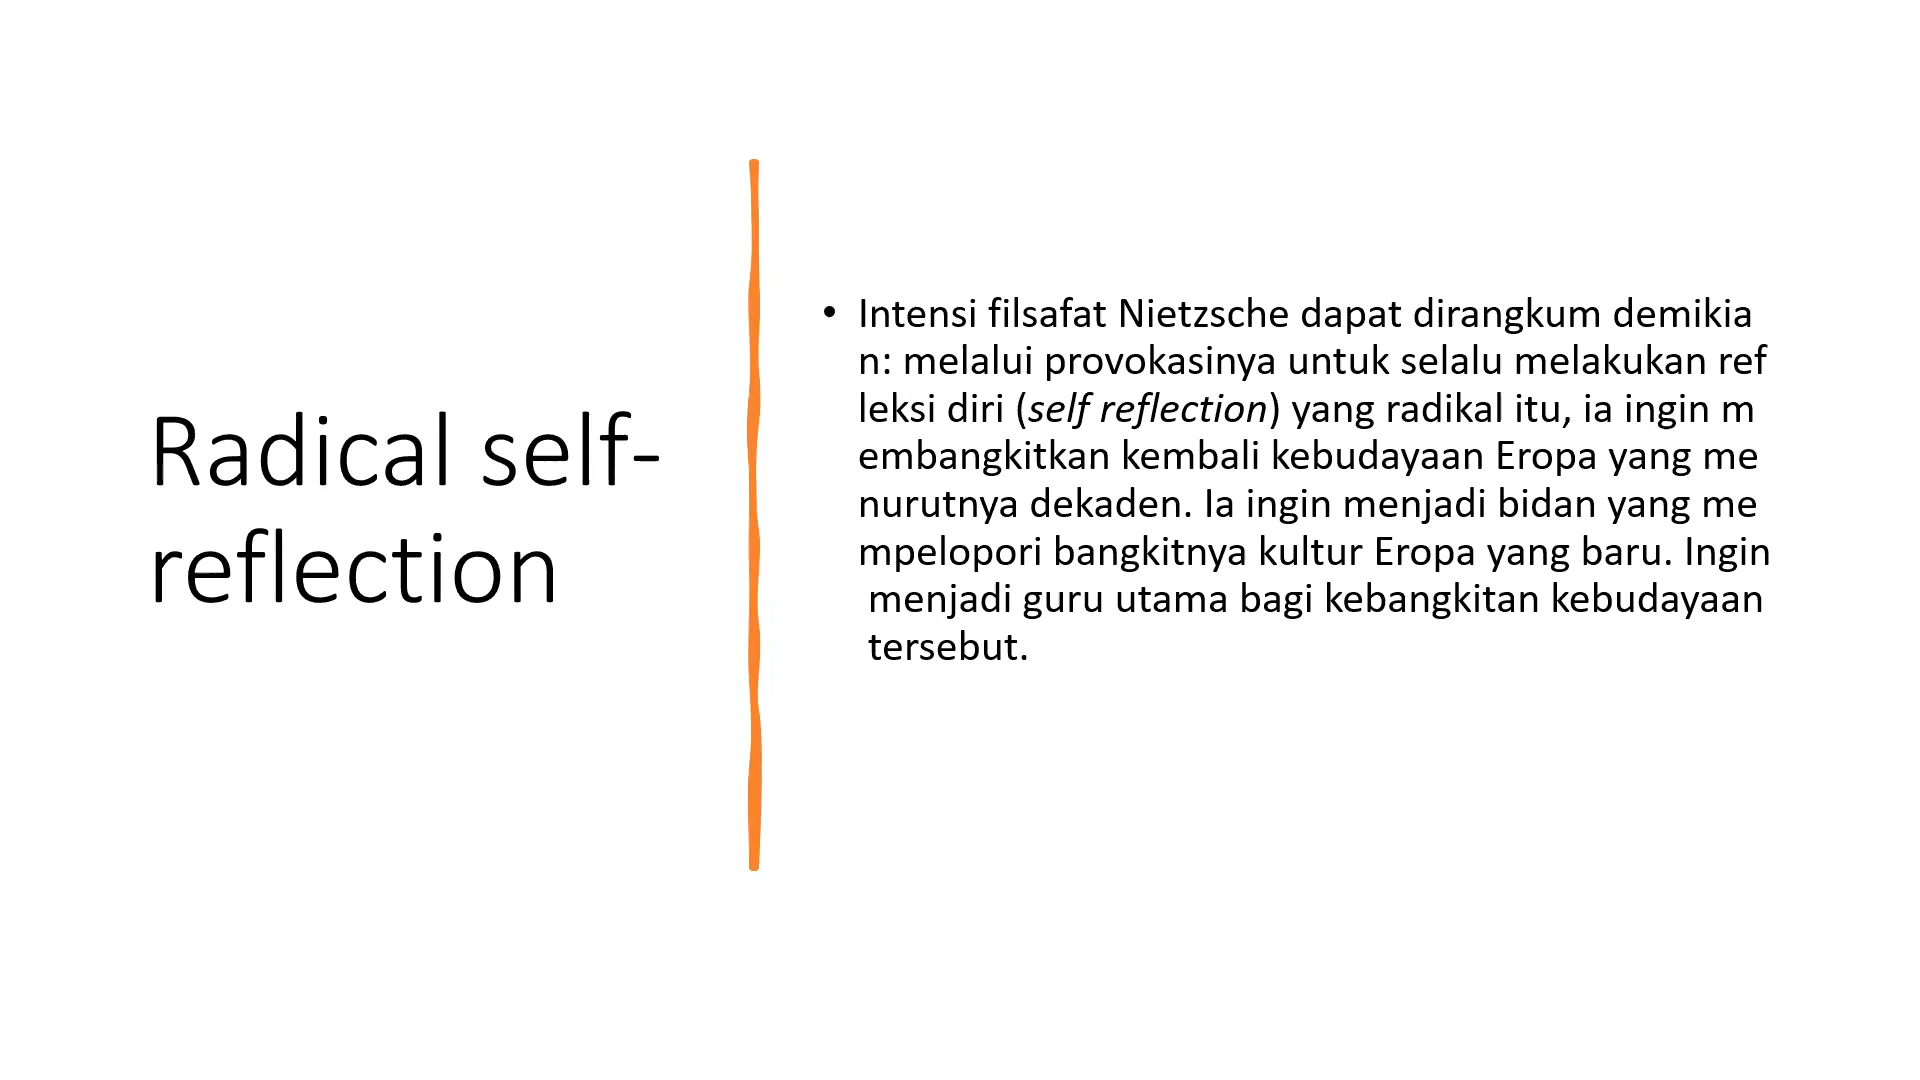 Radical self-
reflection
• Intensi filsafat Nietzsche dapat dirangkum demikia
n: melalui provokasinya untuk selalu melakukan ref
leksi diri (self reflection) yang radikal itu, ia ingin m
embangkitkan kembali kebudayaan Eropa yang me
nurutnya dekaden. Ia ingin menjadi bidan yang me
mpelopori bangkitnya kultur Eropa yang baru. Ingin
menjadi guru utama bagi kebangkitan kebudayaan
tersebut.